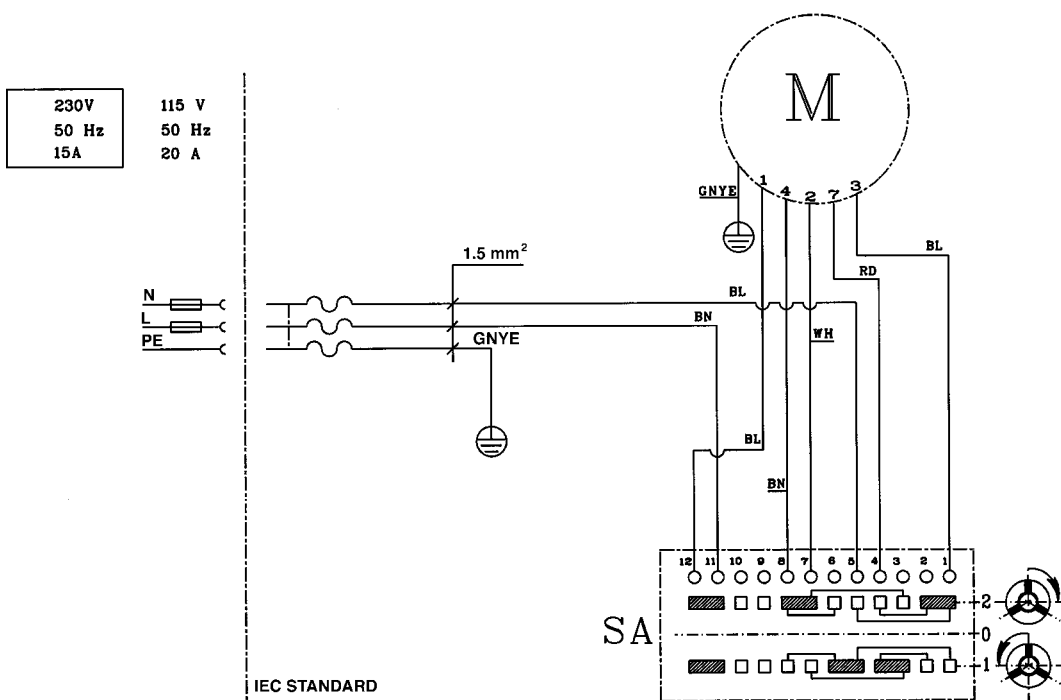 M
230V 115 V
50 Hz 50 Hz
15A 20 A
1 4 2 7 3
GNYE
1.5 mm²
BL
RD
N
BL
L
BN
PE
GNYE
WH
BL
BN
12 11 10 9 8 7 6 5 4 3 2 1
2
SA
0
1
IEC STANDARD